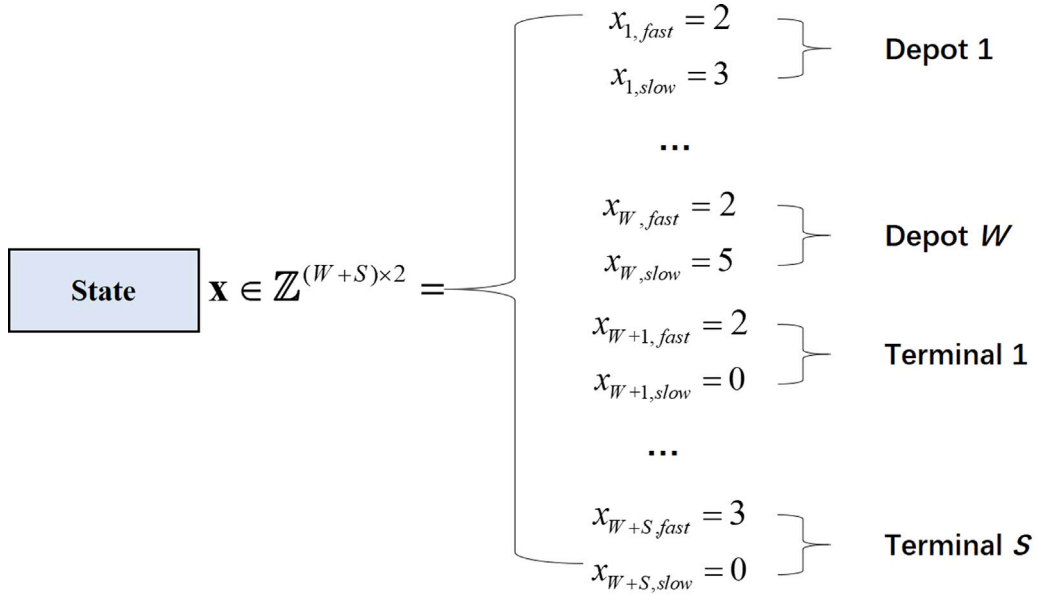 x_{1,fast} = 2
Depot 1
x_{1,slow} = 3
...
x_{W,fast} = 2
Depot W
x_{W,slow} = 5
State x ∈ ℤ^{(W+S)×2} =
x_{W+1,fast} = 2
Terminal 1
x_{W+1,slow} = 0
...
x_{W+S,fast} = 3
Terminal S
x_{W+S,slow} = 0